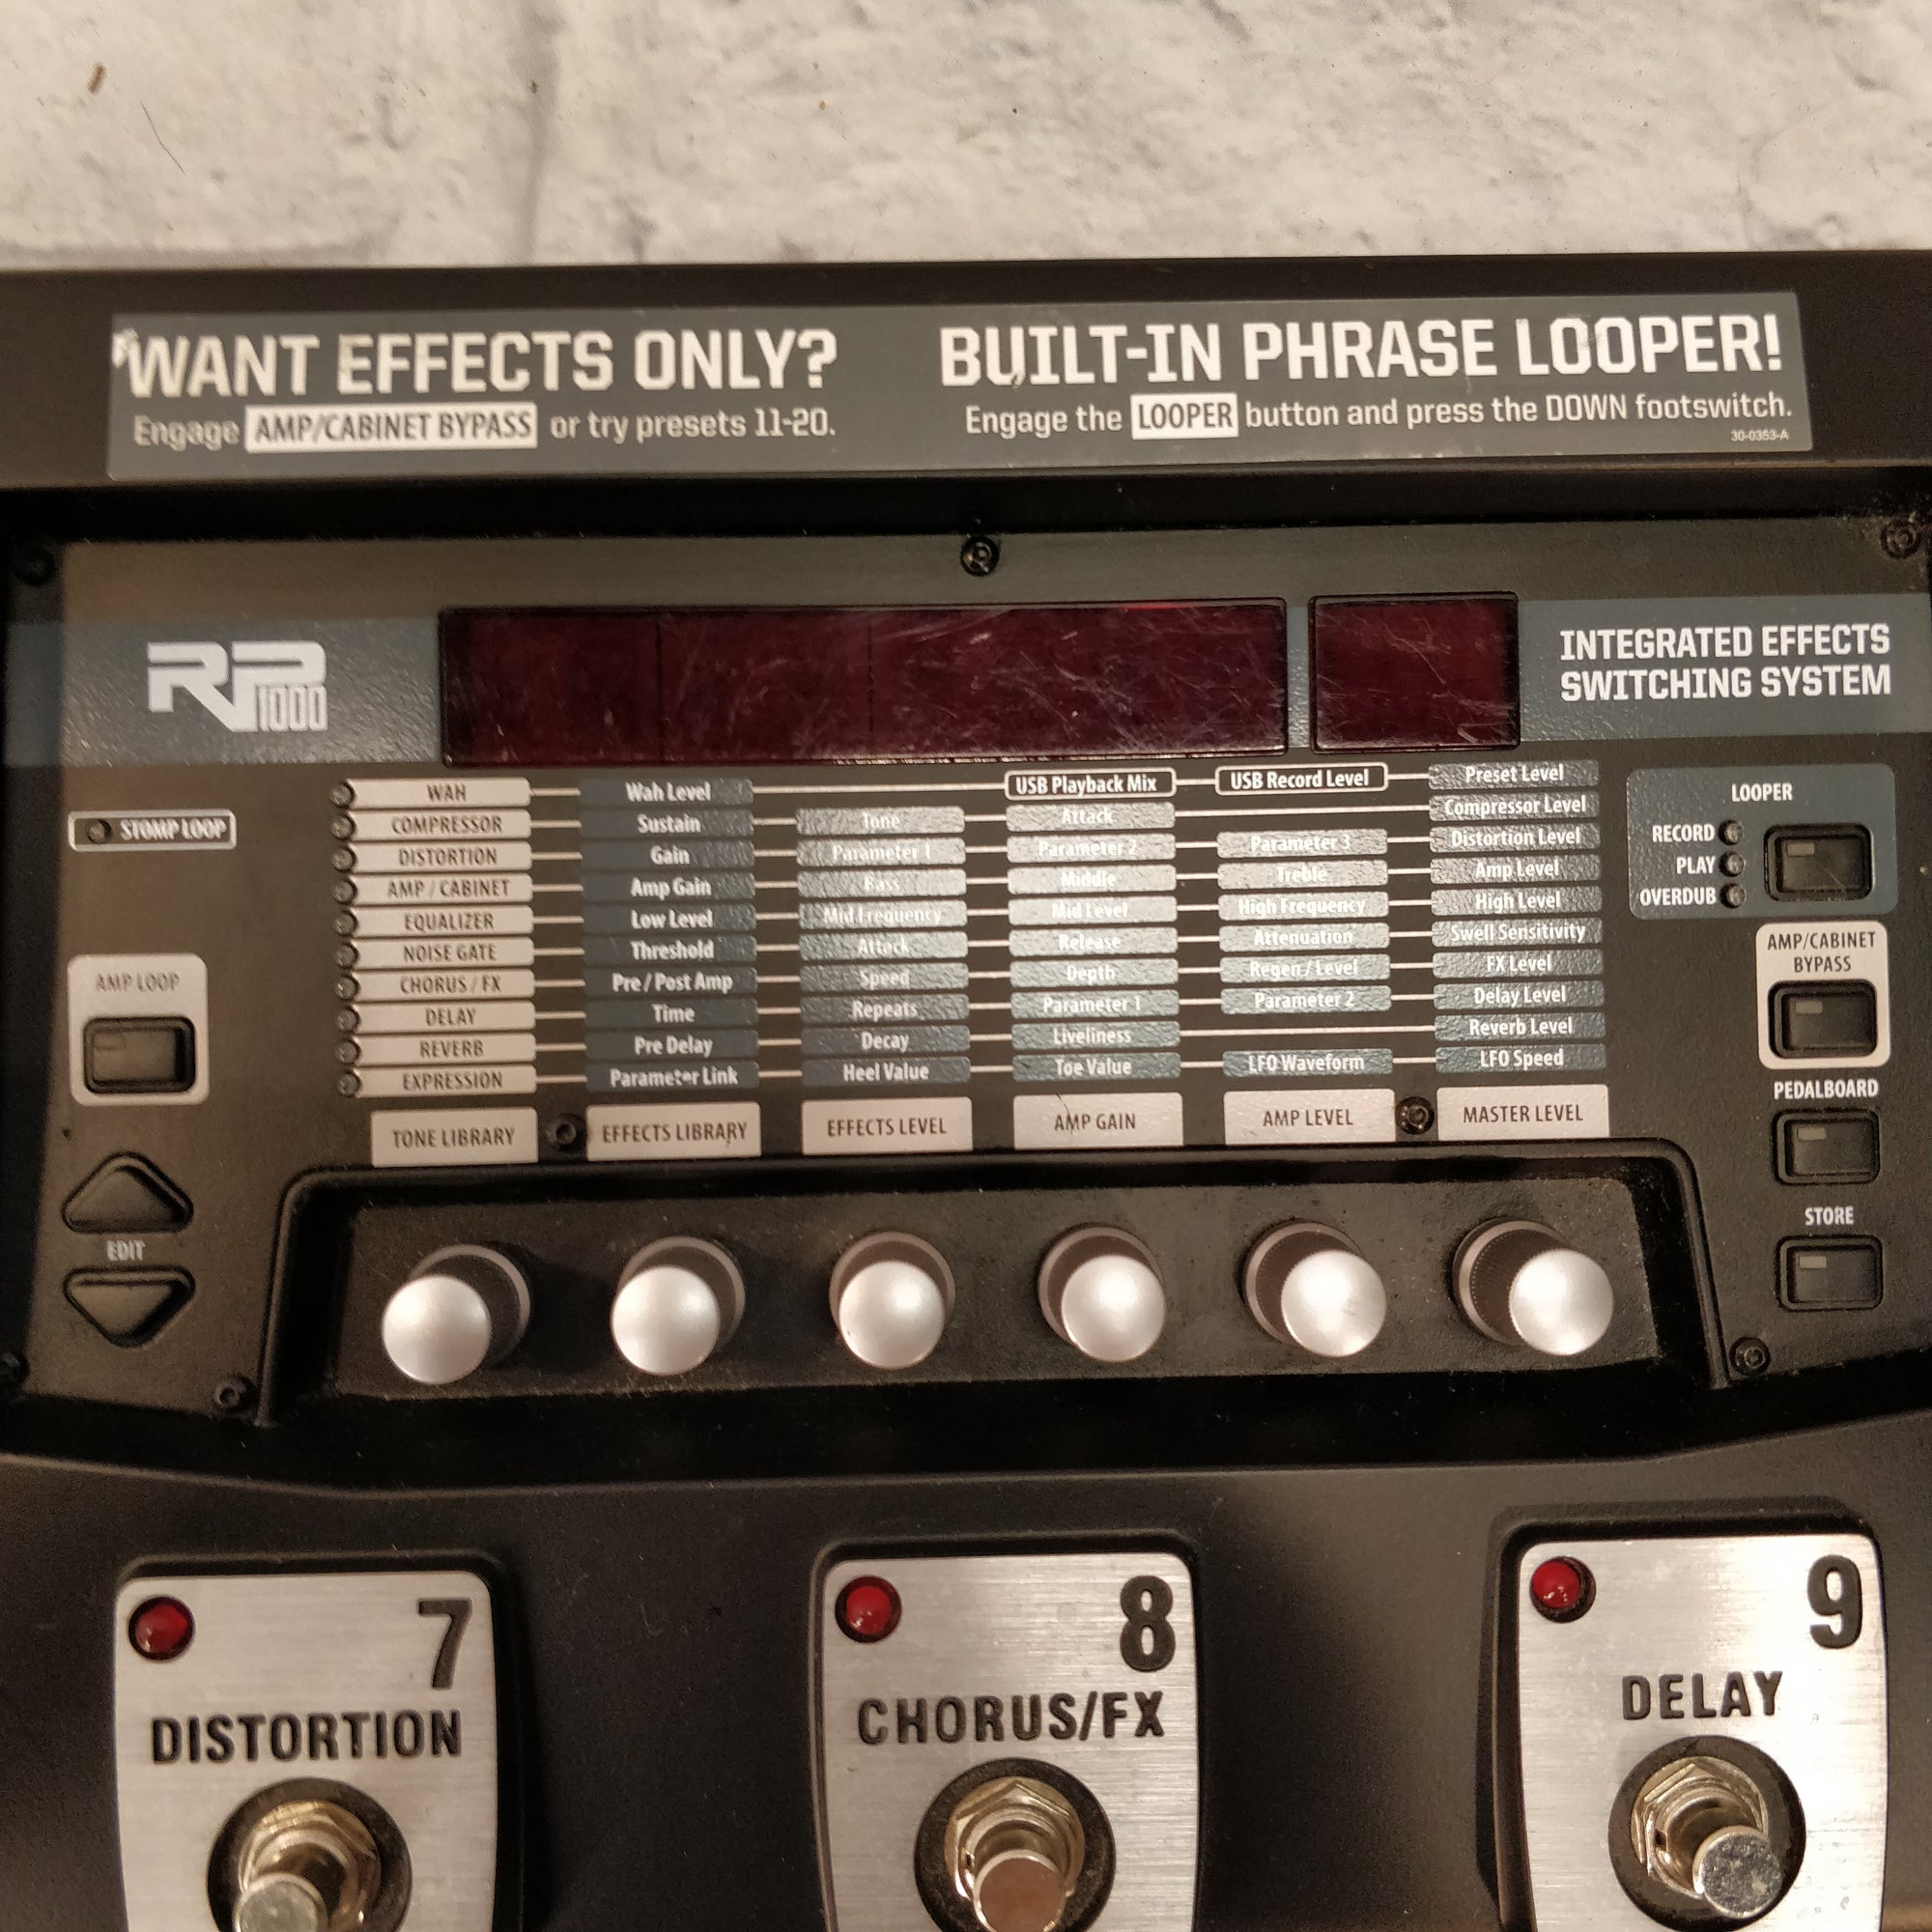 WANT EFFECTS ONLY?
Engage AMP/CABINET BYPASS or try presets 11-20.
BUILT-IN PHRASE LOOPER!
Engage the LOOPER button and press the DOWN footswitch.
30-0353-A
RP 1000
INTEGRATED EFFECTS
SWITCHING SYSTEM
STOMP LOOP
AMP LOOP
EDIT
WAH Wah Level USB Playback Mix USB Record Level Preset Level
COMPRESSOR Sustain Tone Attack Compressor Level
DISTORTION Gain Parameter 1 Parameter 2 Parameter 3 Distortion Level
AMP / CABINET Amp Gain Bass Middle Treble Amp Level
EQUALIZER Low Level Mid Frequency Mid Level High Frequency High Level
NOISE GATE Threshold Attack Release Attenuation Swell Sensitivity
CHORUS / FX Pre / Post Amp Speed Depth Regen / Level FX Level
DELAY Time Repeats Parameter 1 Parameter 2 Delay Level
REVERB Pre Delay Decay Liveliness Reverb Level
EXPRESSION Parameter Link Heel Value Toe Value LFO Waveform LFO Speed
TONE LIBRARY EFFECTS LIBRARY EFFECTS LEVEL AMP GAIN AMP LEVEL MASTER LEVEL
LOOPER
RECORD
PLAY
OVERDUB
AMP/CABINET
BYPASS
PEDALBOARD
STORE
7
DISTORTION
8
CHORUS/FX
9
DELAY